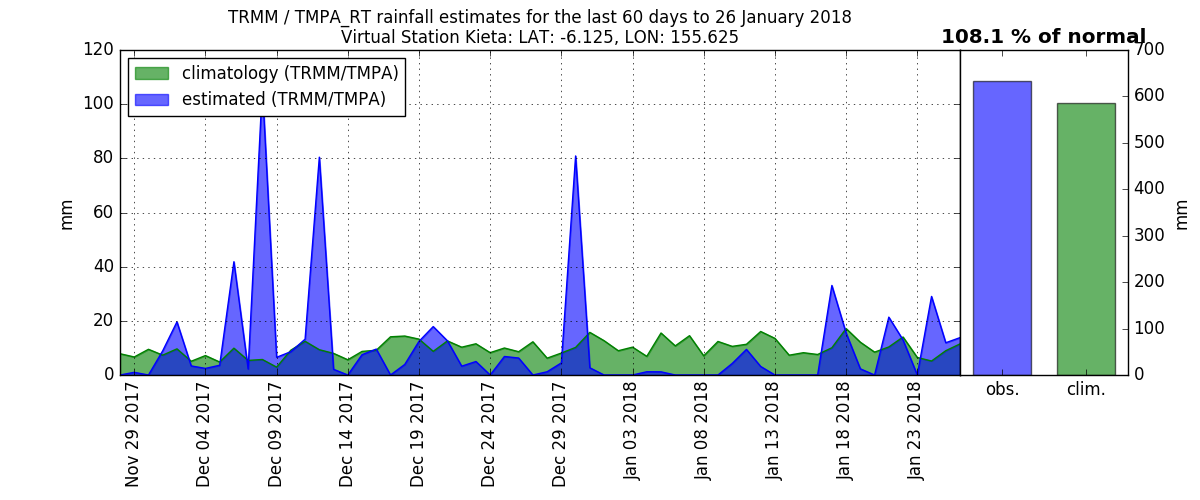 TRMM / TMPA_RT rainfall estimates for the last 60 days to 26 January 2018
Virtual Station Kieta: LAT: -6.125, LON: 155.625
108.1 % of normal
climatology (TRMM/TMPA)
estimated (TRMM/TMPA)
120
100
80
60
40
20
0
mm
Nov 29 2017
Dec 04 2017
Dec 09 2017
Dec 14 2017
Dec 19 2017
Dec 24 2017
Dec 29 2017
Jan 03 2018
Jan 08 2018
Jan 13 2018
Jan 18 2018
Jan 23 2018
700
600
500
400
300
200
100
0
mm
obs.
clim.